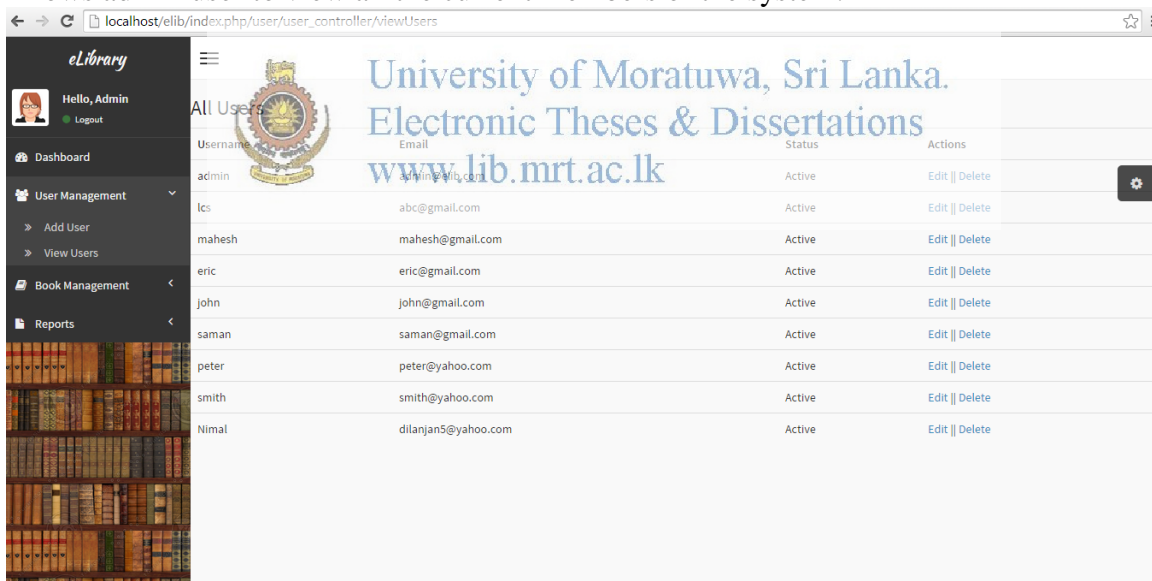 localhost/elib/index.php/user/user_controller/viewUsers
eLibrary
Hello, Admin
Logout
Dashboard
User Management
Add User
View Users
Book Management
Reports
University of Moratuwa, Sri Lanka.
Electronic Theses & Dissertations
www.lib.mrt.ac.lk
All Users
Username Email Status Actions
admin admin@elib.com Active Edit || Delete
lcs abc@gmail.com Active Edit || Delete
mahesh mahesh@gmail.com Active Edit || Delete
eric eric@gmail.com Active Edit || Delete
john john@gmail.com Active Edit || Delete
saman saman@gmail.com Active Edit || Delete
peter peter@yahoo.com Active Edit || Delete
smith smith@yahoo.com Active Edit || Delete
Nimal dilanjan5@yahoo.com Active Edit || Delete